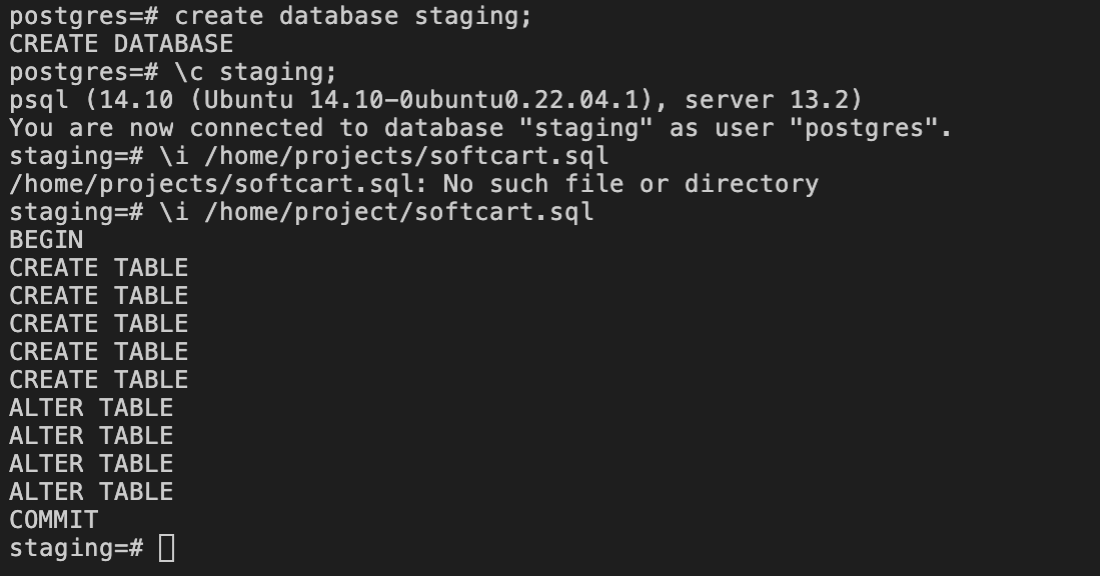 postgres=# create database staging;
CREATE DATABASE
postgres=# \c staging;
psql (14.10 (Ubuntu 14.10-0ubuntu0.22.04.1), server 13.2)
You are now connected to database "staging" as user "postgres".
staging=# \i /home/projects/softcart.sql
/home/projects/softcart.sql: No such file or directory
staging=# \i /home/project/softcart.sql
BEGIN
CREATE TABLE
CREATE TABLE
CREATE TABLE
CREATE TABLE
CREATE TABLE
ALTER TABLE
ALTER TABLE
ALTER TABLE
ALTER TABLE
COMMIT
staging=#